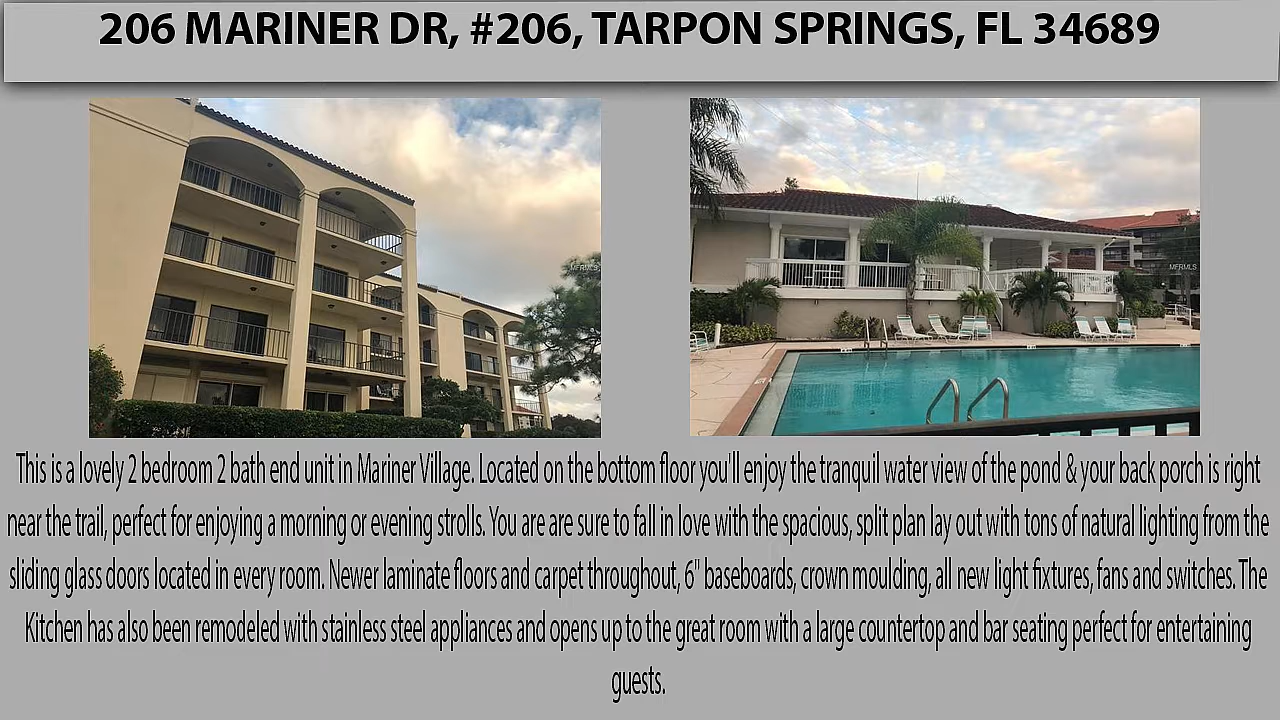 206 MARINER DR, #206, TARPON SPRINGS, FL 34689
MFRMLS
MFRMLS
This is a lovely 2 bedroom 2 bath end unit in Mariner Village. Located on the bottom floor you'll enjoy the tranquil water view of the pond & your back porch is right
near the trail, perfect for enjoying a morning or evening strolls. You are are sure to fall in love with the spacious, split plan lay out with tons of natural lighting from the
sliding glass doors located in every room. Newer laminate floors and carpet throughout, 6" baseboards, crown moulding, all new light fixtures, fans and switches. The
Kitchen has also been remodeled with stainless steel appliances and opens up to the great room with a large countertop and bar seating perfect for entertaining
guests.